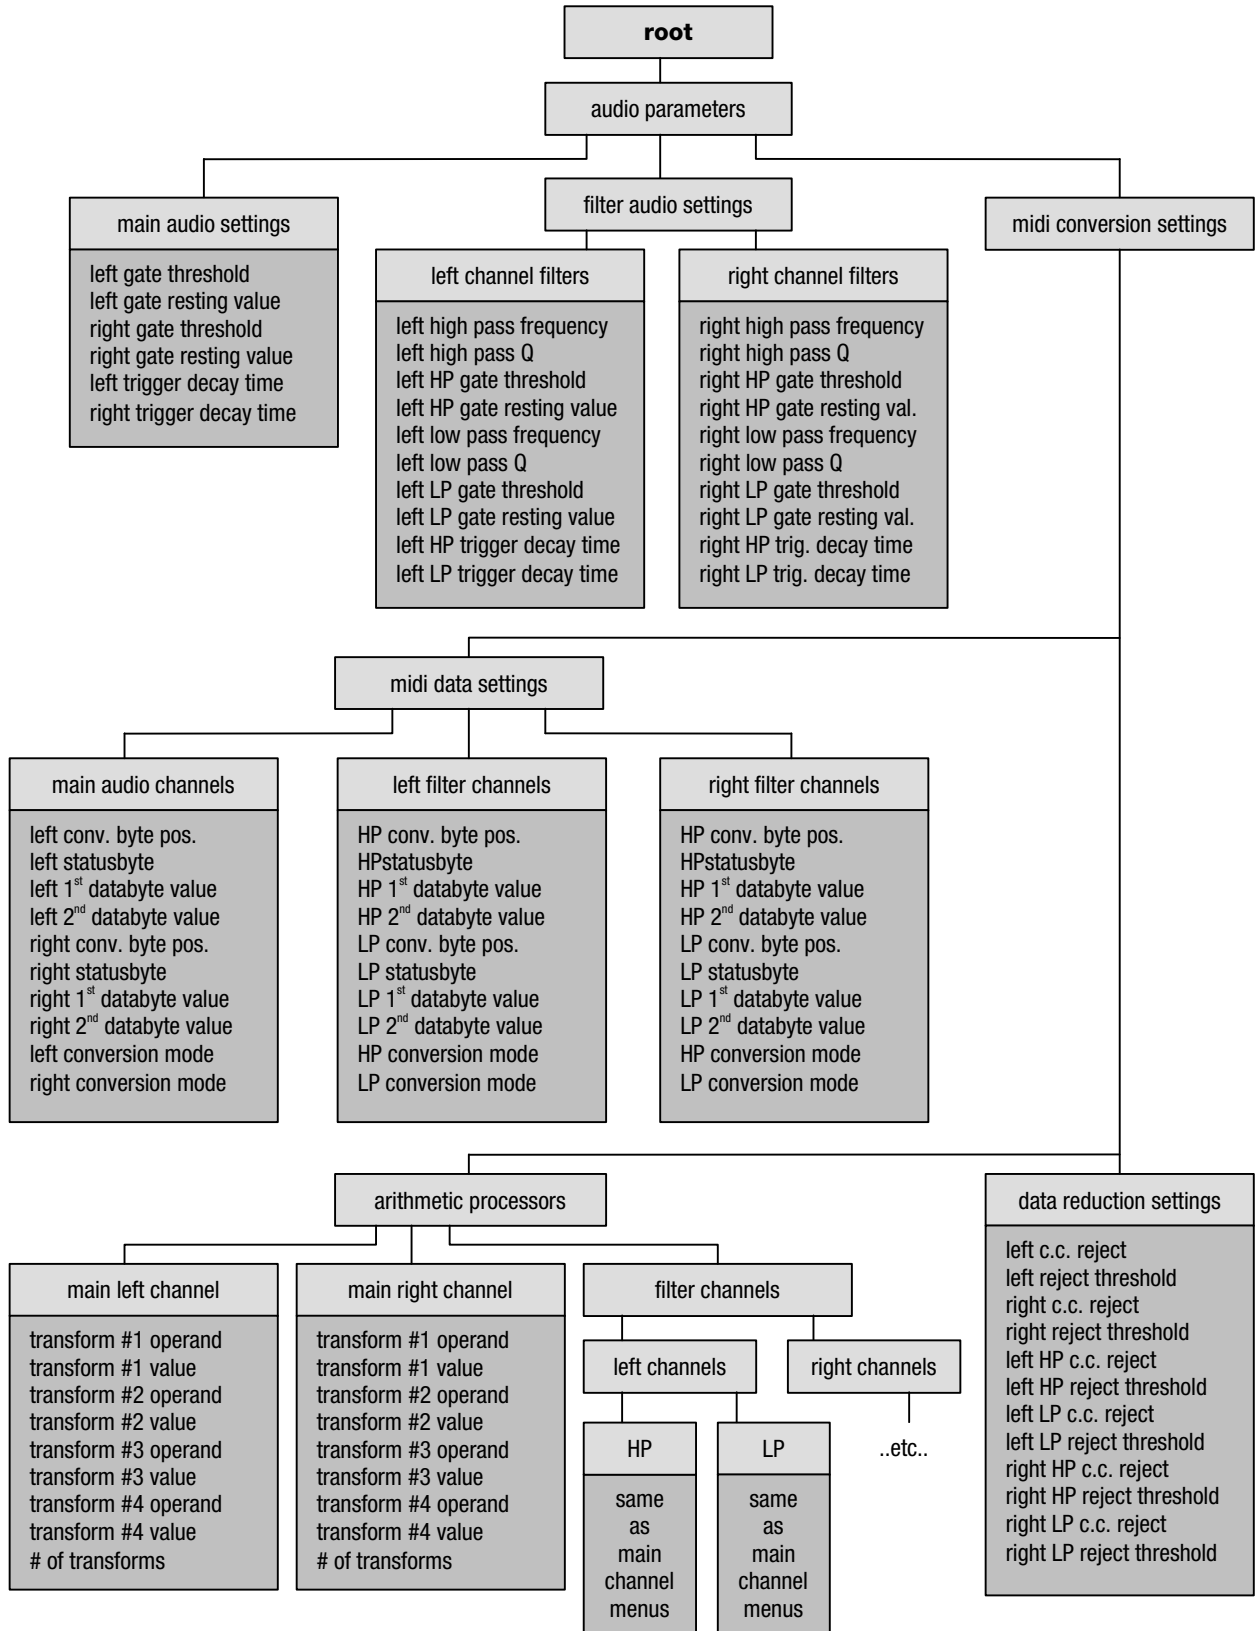 root
audio parameters
main audio settings
left gate threshold
left gate resting value
right gate threshold
right gate resting value
left trigger decay time
right trigger decay time
filter audio settings
left channel filters
left high pass frequency
left high pass Q
left HP gate threshold
left HP gate resting value
left low pass frequency
left low pass Q
left LP gate threshold
left LP gate resting value
left HP trigger decay time
left LP trigger decay time
right channel filters
right high pass frequency
right high pass Q
right HP gate threshold
right HP gate resting val.
right low pass frequency
right low pass Q
right LP gate threshold
right LP gate resting val.
right HP trig. decay time
right LP trig. decay time
midi conversion settings
midi data settings
main audio channels
left conv. byte pos.
left statusbyte
left 1st databyte value
left 2nd databyte value
right conv. byte pos.
right statusbyte
right 1st databyte value
right 2nd databyte value
left conversion mode
right conversion mode
left filter channels
HP conv. byte pos.
HPstatusbyte
HP 1st databyte value
HP 2nd databyte value
LP conv. byte pos.
LP statusbyte
LP 1st databyte value
LP 2nd databyte value
HP conversion mode
LP conversion mode
right filter channels
HP conv. byte pos.
HPstatusbyte
HP 1st databyte value
HP 2nd databyte value
LP conv. byte pos.
LP statusbyte
LP 1st databyte value
LP 2nd databyte value
HP conversion mode
LP conversion mode
arithmetic processors
main left channel
transform #1 operand
transform #1 value
transform #2 operand
transform #2 value
transform #3 operand
transform #3 value
transform #4 operand
transform #4 value
# of transforms
main right channel
transform #1 operand
transform #1 value
transform #2 operand
transform #2 value
transform #3 operand
transform #3 value
transform #4 operand
transform #4 value
# of transforms
filter channels
left channels
HP
same
as
main
channel
menus
LP
same
as
main
channel
menus
right channels
..etc..
data reduction settings
left c.c. reject
left reject threshold
right c.c. reject
right reject threshold
left HP c.c. reject
left HP reject threshold
left LP c.c. reject
left LP reject threshold
right HP c.c. reject
right HP reject threshold
right LP c.c. reject
right LP reject threshold